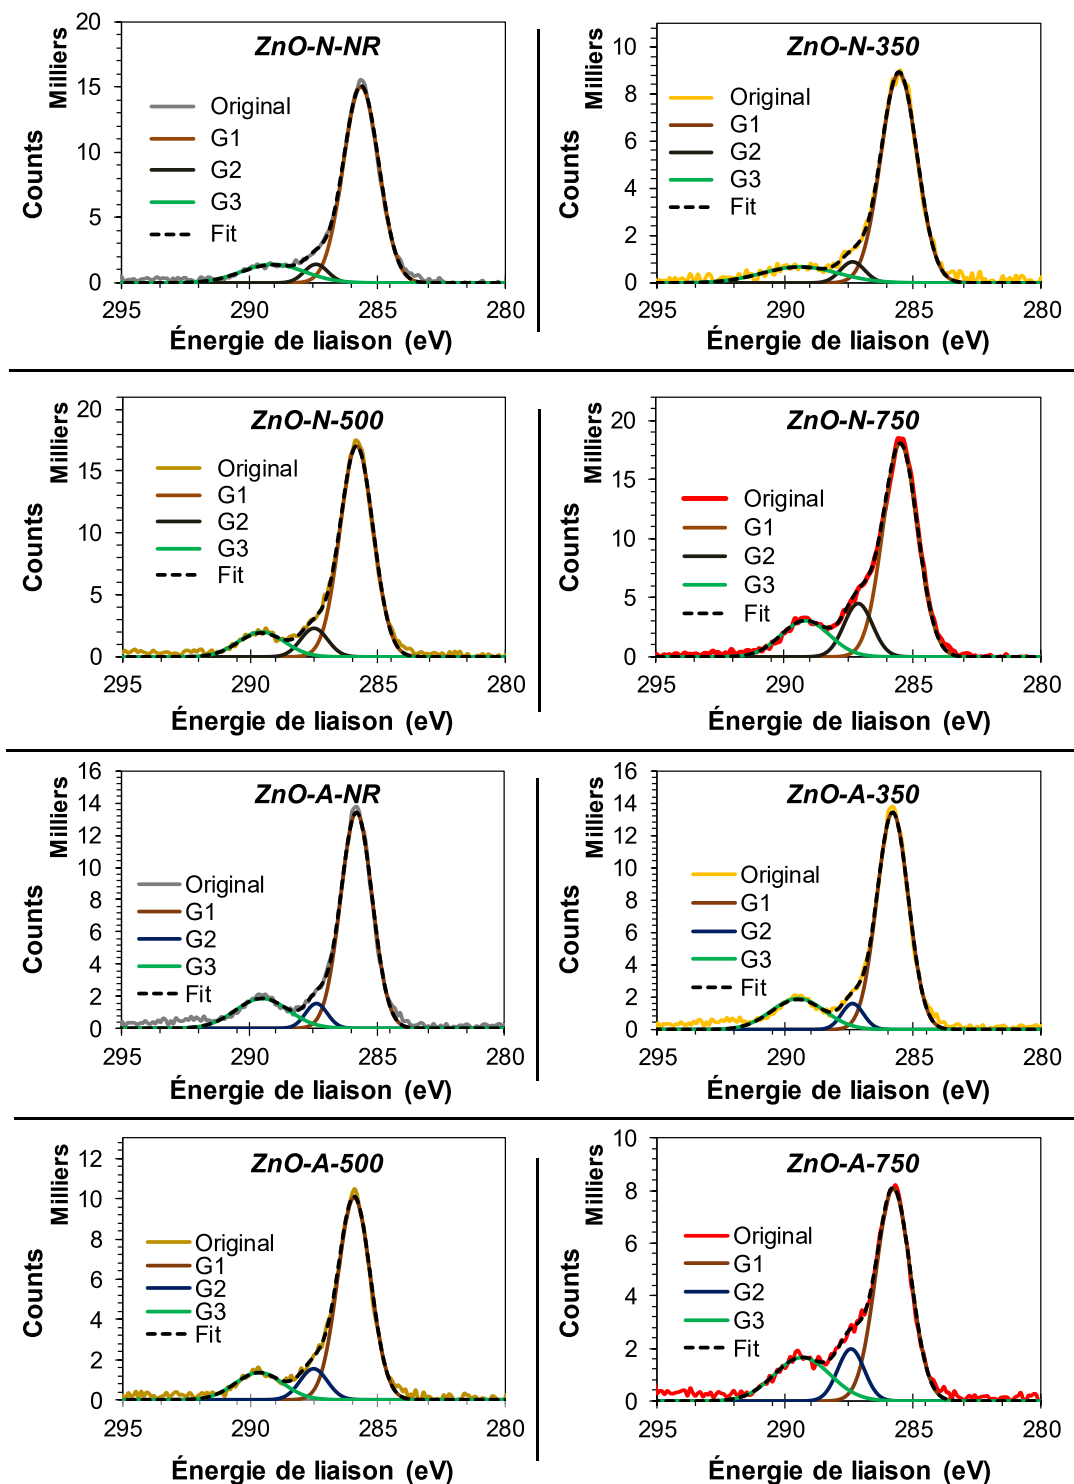 ZnO-N-NR
Milliers
Counts
20
15
10
5
0
Original
G1
G2
G3
Fit
295
290
285
280
Énergie de liaison (eV)
ZnO-N-350
Milliers
Counts
10
8
6
4
2
0
Original
G1
G2
G3
Fit
295
290
285
280
Énergie de liaison (eV)
ZnO-N-500
Milliers
Counts
20
15
10
5
0
Original
G1
G2
G3
Fit
295
290
285
280
Énergie de liaison (eV)
ZnO-N-750
Milliers
Counts
20
15
10
5
0
Original
G1
G2
G3
Fit
295
290
285
280
Énergie de liaison (eV)
ZnO-A-NR
Milliers
Counts
16
14
12
10
8
6
4
2
0
Original
G1
G2
G3
Fit
295
290
285
280
Énergie de liaison (eV)
ZnO-A-350
Milliers
Counts
16
14
12
10
8
6
4
2
0
Original
G1
G2
G3
Fit
295
290
285
280
Énergie de liaison (eV)
ZnO-A-500
Milliers
Counts
12
10
8
6
4
2
0
Original
G1
G2
G3
Fit
295
290
285
280
Énergie de liaison (eV)
ZnO-A-750
Milliers
Counts
10
8
6
4
2
0
Original
G1
G2
G3
Fit
295
290
285
280
Énergie de liaison (eV)